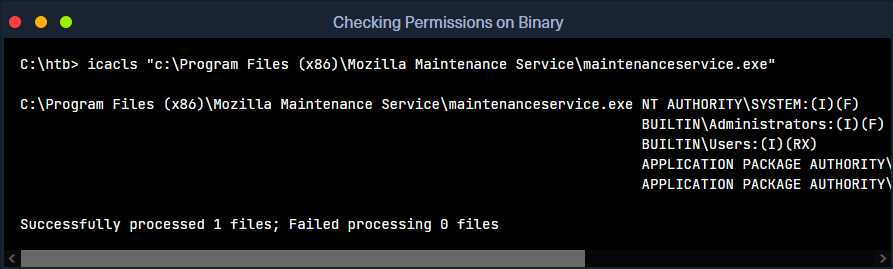 Checking Permissions on Binary
C:\htb> icacls "c:\Program Files (x86)\Mozilla Maintenance Service\maintenanceservice.exe"
C:\Program Files (x86)\Mozilla Maintenance Service\maintenanceservice.exe NT AUTHORITY\SYSTEM:(I)(F)
BUILTIN\Administrators:(I)(F)
BUILTIN\Users:(I)(RX)
APPLICATION PACKAGE AUTHORITY\
APPLICATION PACKAGE AUTHORITY\
Successfully processed 1 files; Failed processing 0 files